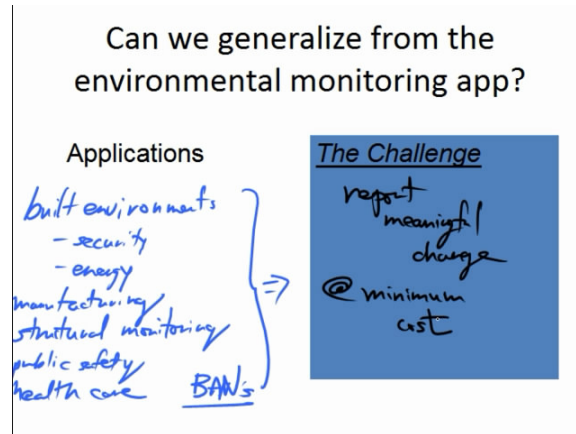 Can we generalize from the
environmental monitoring app?
Applications
built environments
- security
- energy
manufacturing
structural monitoring
public safety
health care BAN's
The Challenge
report
meaningful
change
@ minimum
cost